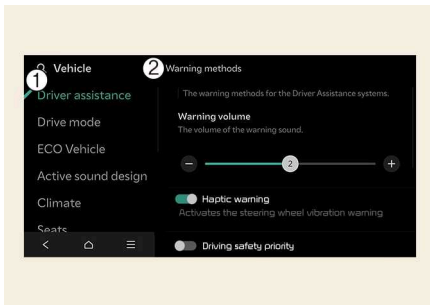 Vehicle
1
2 Warning methods
Driver assistance
Drive mode
ECO Vehicle
Active sound design
Climate
Seats
The warning methods for the Driver Assistance systems.
Warning volume
The volume of the warning sound.
2
Haptic warning
Activates the steering wheel vibration warning
Driving safety priority